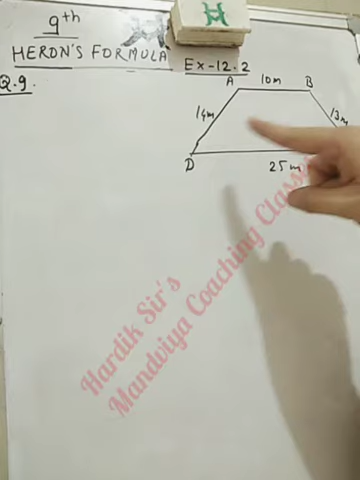 9th
HERON'S FORMULA
Ex-12.2
Q.9.
A 10m B
14m 13m
D 25m
Hardik Sir's
Mandviya Coaching Classes